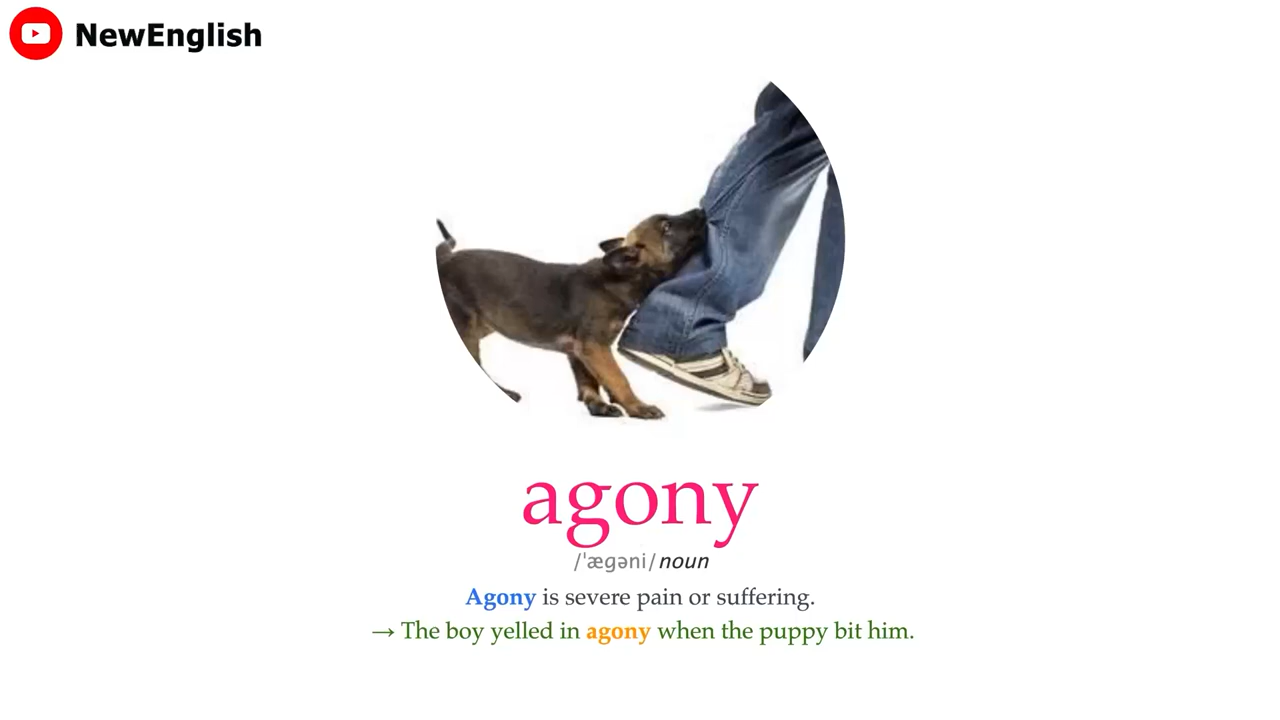 NewEnglish
agony
/ˈæɡəni/ noun
Agony is severe pain or suffering.
→ The boy yelled in agony when the puppy bit him.